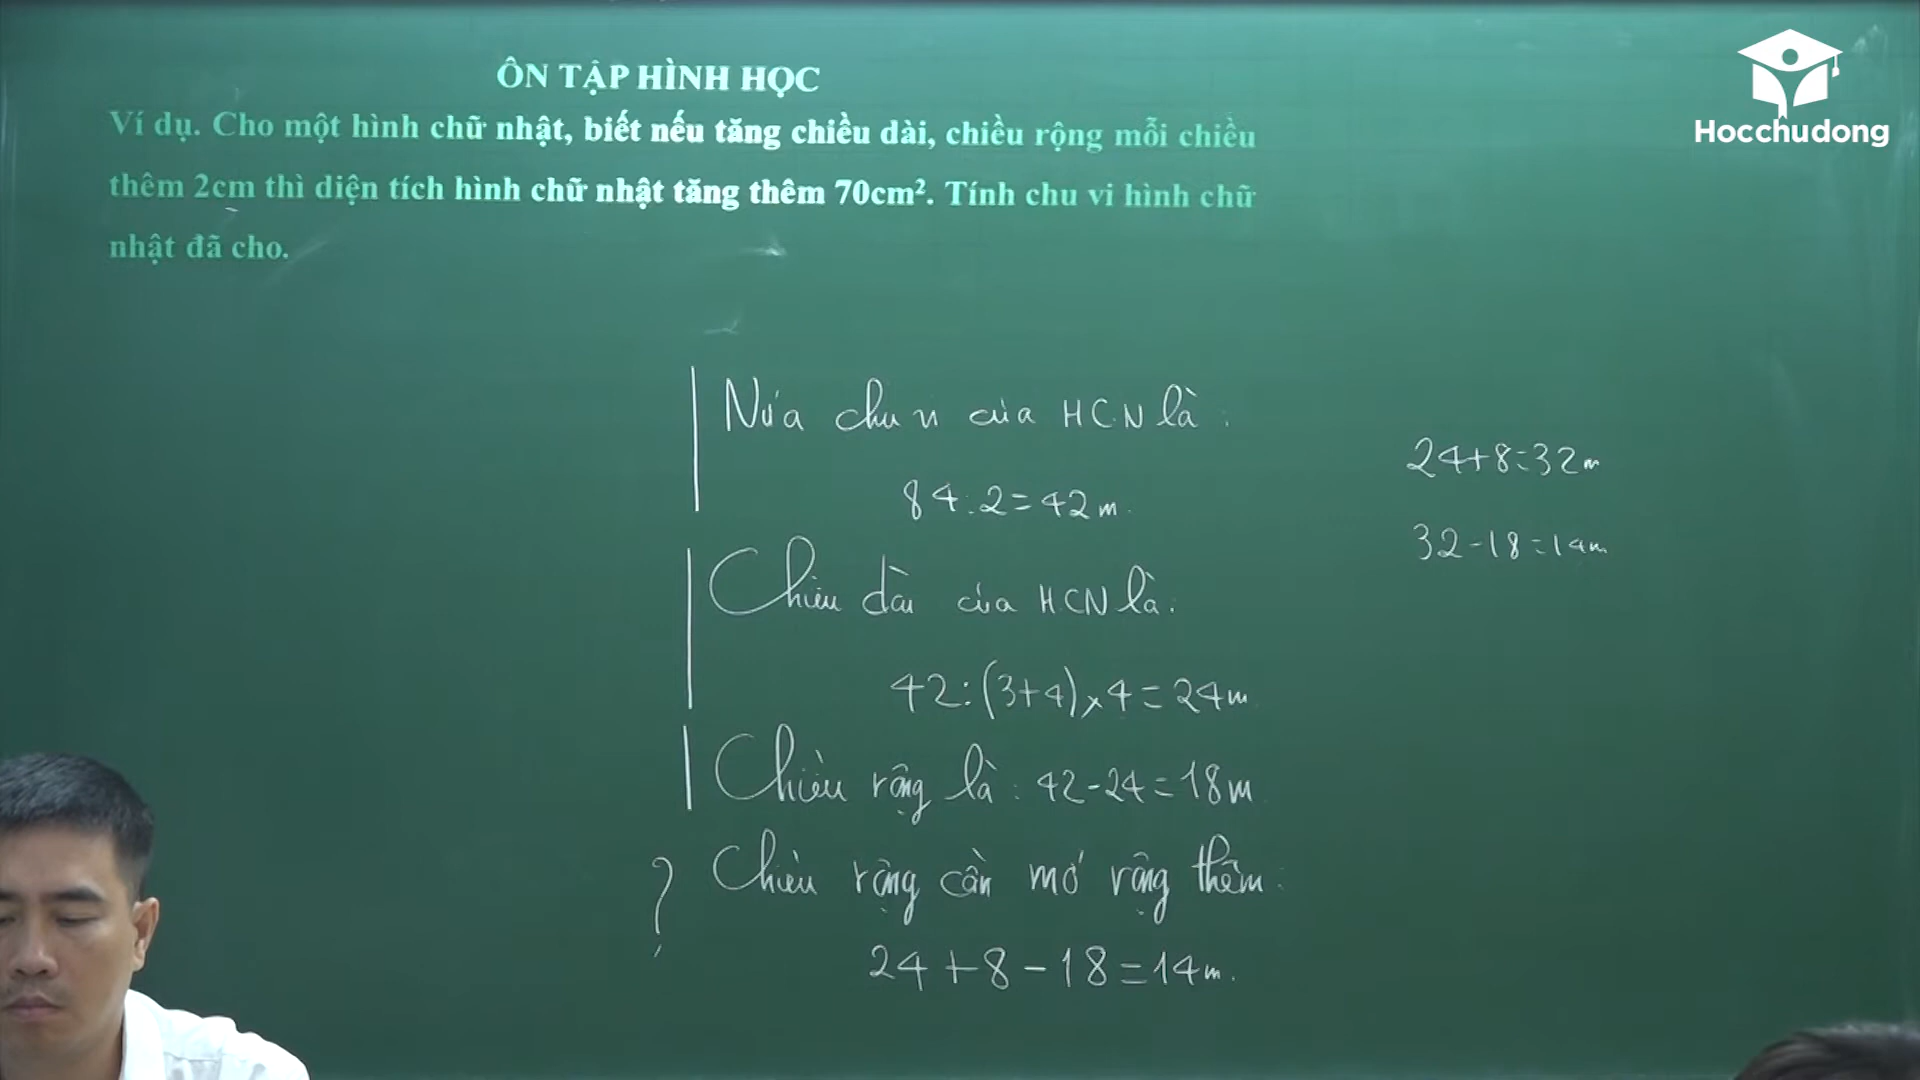 Hocchudong
ÔN TẬP HÌNH HỌC
Ví dụ. Cho một hình chữ nhật, biết nếu tăng chiều dài, chiều rộng mỗi chiều
thêm 2cm thì diện tích hình chữ nhật tăng thêm 70cm². Tính chu vi hình chữ
nhật đã cho.
Nửa chu vi của HCN là:
84:2=42m.
Chiều dài của HCN là:
42:(3+4)×4=24m
Chiều rộng là: 42-24=18m
? Chiều rộng cần mở rộng thêm:
24+8-18=14m.
24+8=32m
32-18=14m